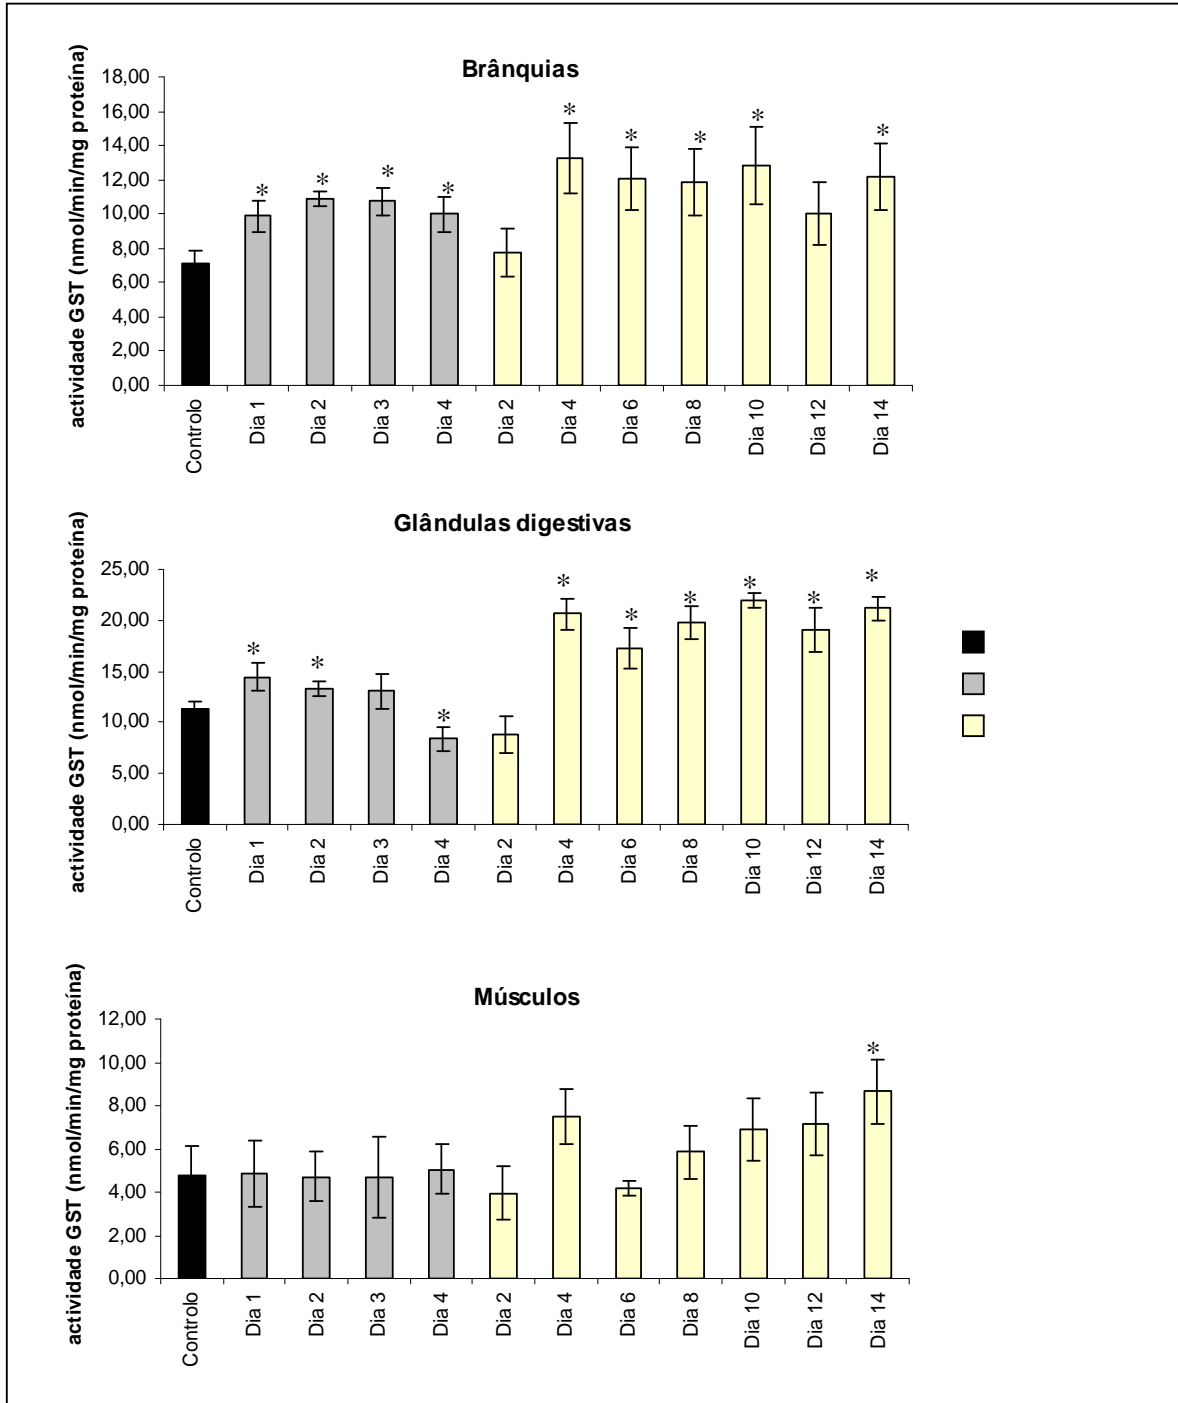 Brânquias
actividade GST (nmol/min/mg proteína)
18,00
16,00
14,00
12,00
10,00
8,00
6,00
4,00
2,00
0,00
* * * * * * * * * *
Controlo Dia 1 Dia 2 Dia 3 Dia 4 Dia 2 Dia 4 Dia 6 Dia 8 Dia 10 Dia 12 Dia 14
Glândulas digestivas
actividade GST (nmol/min/mg proteína)
25,00
20,00
15,00
10,00
5,00
0,00
* * * * * * * * *
Controlo Dia 1 Dia 2 Dia 3 Dia 4 Dia 2 Dia 4 Dia 6 Dia 8 Dia 10 Dia 12 Dia 14
Músculos
actividade GST (nmol/min/mg proteína)
12,00
10,00
8,00
6,00
4,00
2,00
0,00
*
Controlo Dia 1 Dia 2 Dia 3 Dia 4 Dia 2 Dia 4 Dia 6 Dia 8 Dia 10 Dia 12 Dia 14